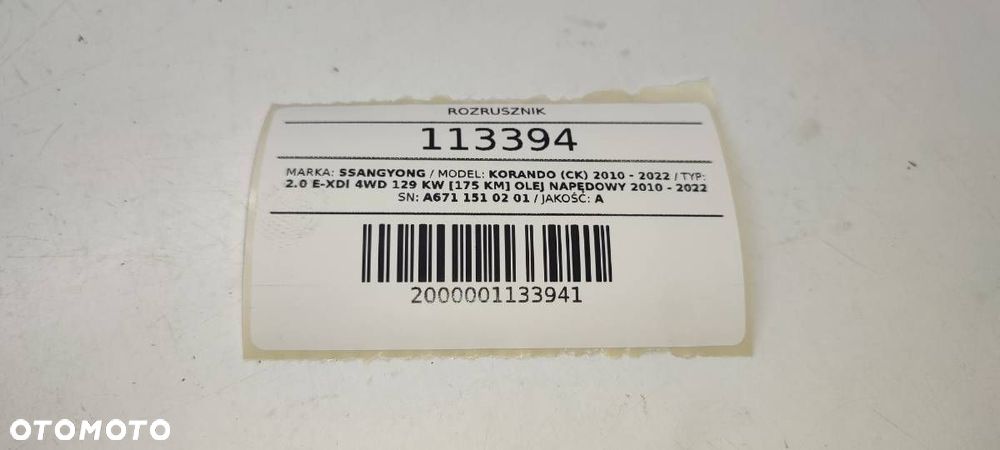 ROZRUSZNIK
113394
MARKA: SSANGYONG / MODEL: KORANDO (CK) 2010 - 2022 / TYP:
2.0 E-XDI 4WD 129 KW [175 KM] OLEJ NAPĘDOWY 2010 - 2022
SN: A671 151 02 01 / JAKOŚĆ: A
2000001133941
OTOMOTO